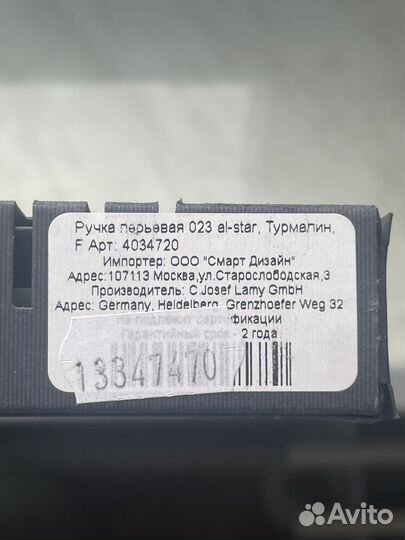 Ручка перьевая 023 al-star, Турмалин,
F Арт: 4034720
Импортер: ООО "Смарт Дизайн"
Адрес:107113 Москва,ул.Старослободская,3
Производитель: C.Josef Lamy GmbH
Адрес: Germany, Heidelberg, Grenzhoefer Weg 32
Не подлежит сертификации
Гарантийный срок - 2 года
13347470
Avito